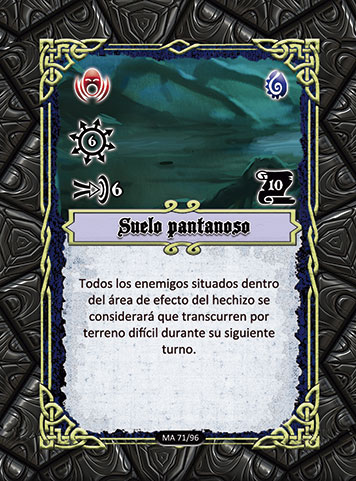 6
6
10
Suelo pantanoso
Todos los enemigos situados dentro
del área de efecto del hechizo se
considerará que transcurren por
terreno difícil durante su siguiente
turno.
MA 71/96